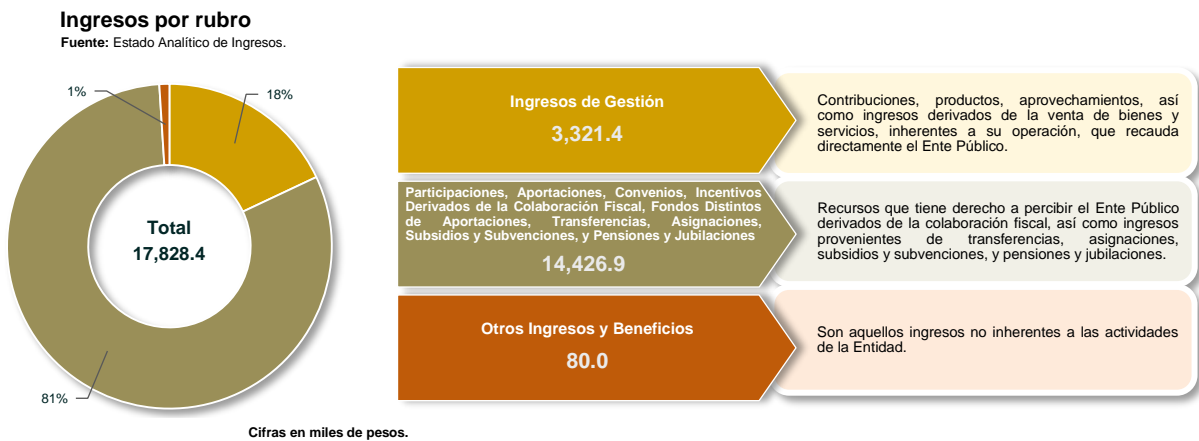 Ingresos por rubro
Fuente: Estado Analítico de Ingresos.
1%
18%
81%
Total
17,828.4
Ingresos de Gestión
3,321.4
Contribuciones, productos, aprovechamientos, así
como ingresos derivados de la venta de bienes y
servicios, inherentes a su operación, que recauda
directamente el Ente Público.
Participaciones, Aportaciones, Convenios, Incentivos
Derivados de la Colaboración Fiscal, Fondos Distintos
de Aportaciones, Transferencias, Asignaciones,
Subsidios y Subvenciones, y Pensiones y Jubilaciones
14,426.9
Recursos que tiene derecho a percibir el Ente Público
derivados de la colaboración fiscal, así como ingresos
provenientes de transferencias, asignaciones,
subsidios y subvenciones, y pensiones y jubilaciones.
Otros Ingresos y Beneficios
80.0
Son aquellos ingresos no inherentes a las actividades
de la Entidad.
Cifras en miles de pesos.